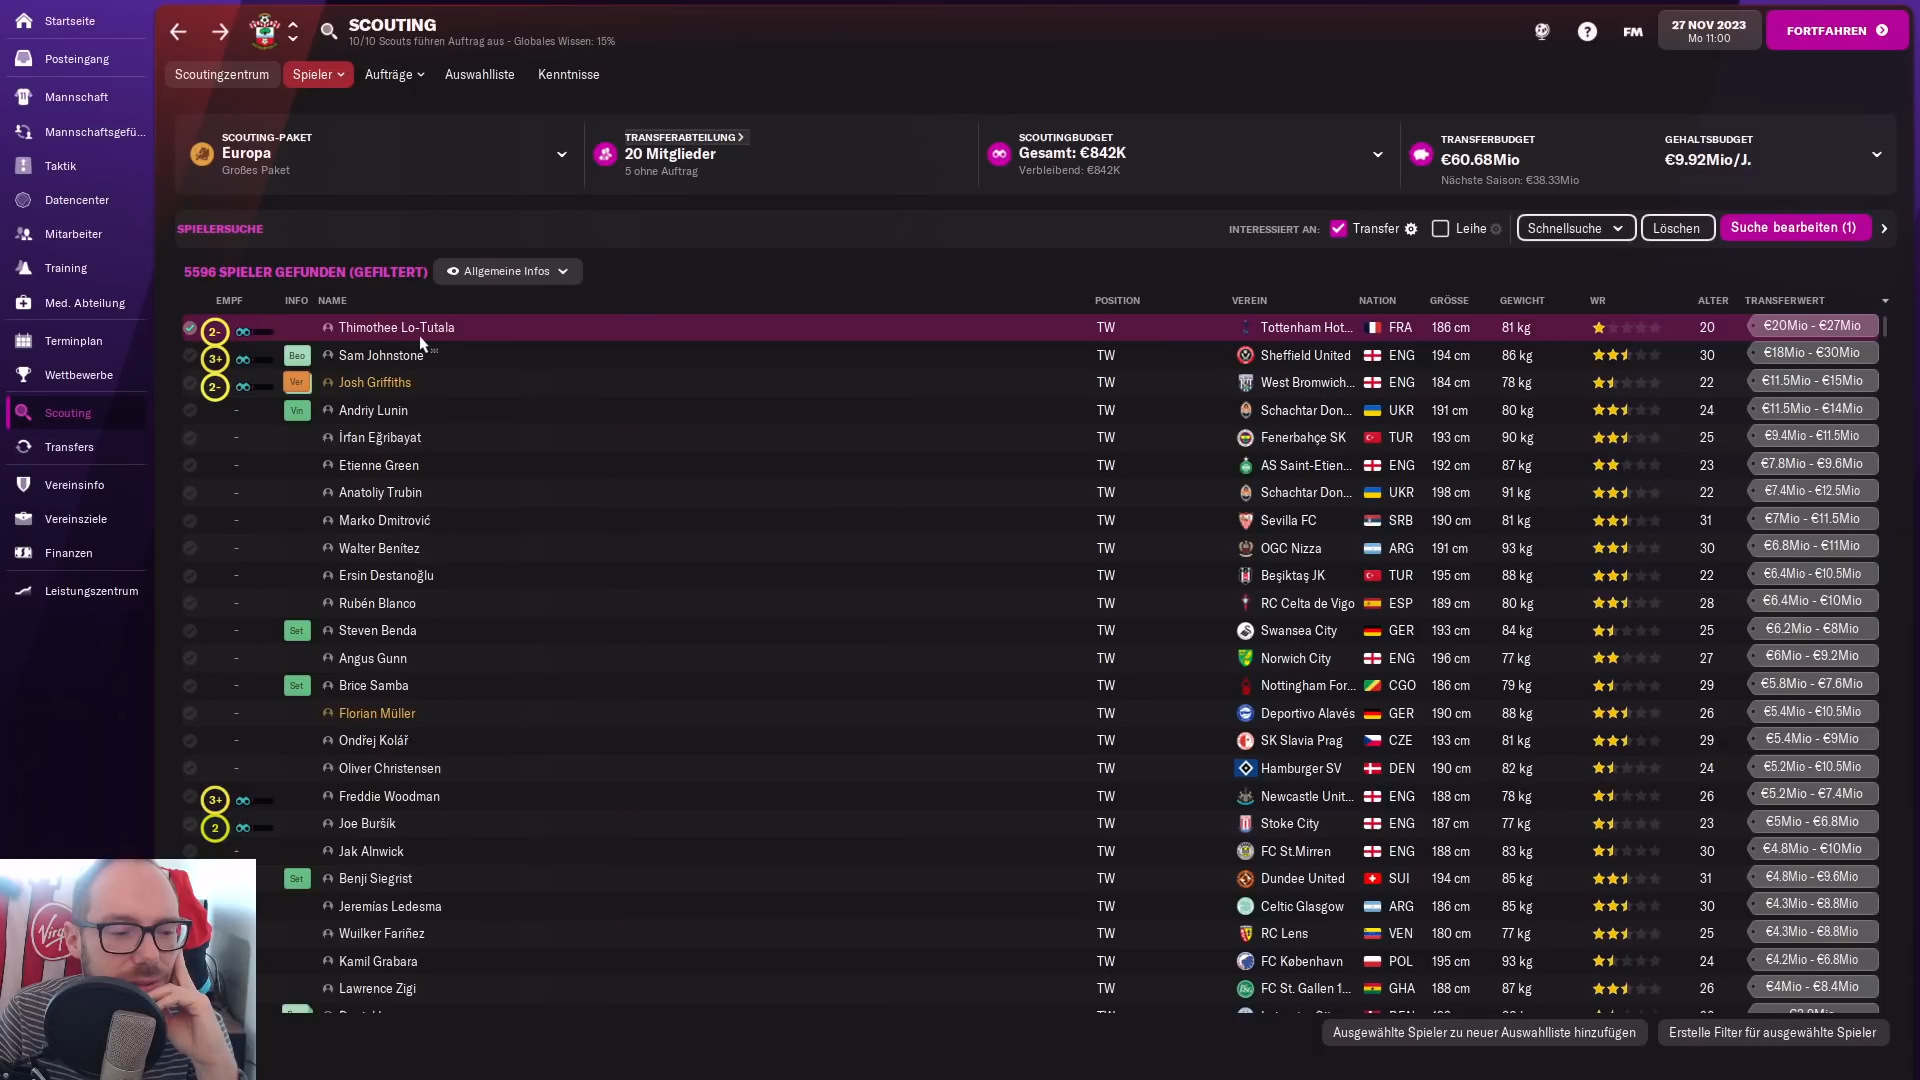 Startseite
Posteingang
Mannschaft
Mannschaftsgefü...
Taktik
Datencenter
Mitarbeiter
Training
Med. Abteilung
Terminplan
Wettbewerbe
Scouting
Transfers
Vereinsinfo
Vereinsziele
Finanzen
Leistungszentrum
SCOUTING
10/10 Scouts führen Auftrag aus - Globales Wissen: 15%
FM
27 NOV 2023
Mo 11:00
FORTFAHREN
Scoutingzentrum Spieler Aufträge Auswahlliste Kenntnisse
SCOUTING-PAKET
Europa
Großes Paket
TRANSFERABTEILUNG
20 Mitglieder
5 ohne Auftrag
SCOUTINGBUDGET
Gesamt: €842K
Verbleibend: €842K
TRANSFERBUDGET
€60.68Mio
Nächste Saison: €38.33Mio
GEHALTSBUDGET
€9.92Mio/J.
SPIELERSUCHE
INTERESSIERT AN: Transfer Leihe Schnellsuche Löschen Suche bearbeiten (1)
5596 SPIELER GEFUNDEN (GEFILTERT) Allgemeine Infos
EMPF INFO NAME POSITION VEREIN NATION GRÖSSE GEWICHT WR ALTER TRANSFERWERT
2- Thimothee Lo-Tutala TW Tottenham Hot... FRA 186 cm 81 kg 20 €20Mio - €27Mio
3+ Beo Sam Johnstone TW Sheffield United ENG 194 cm 86 kg 30 €18Mio - €30Mio
2- Ver Josh Griffiths TW West Bromwich... ENG 184 cm 78 kg 22 €11.5Mio - €15Mio
- Vin Andriy Lunin TW Schachtar Don... UKR 191 cm 80 kg 24 €11.5Mio - €14Mio
- İrfan Eğribayat TW Fenerbahçe SK TUR 193 cm 90 kg 25 €9.4Mio - €11.5Mio
- Etienne Green TW AS Saint-Etien... ENG 192 cm 87 kg 23 €7.8Mio - €9.6Mio
- Anatoliy Trubin TW Schachtar Don... UKR 198 cm 91 kg 22 €7.4Mio - €12.5Mio
- Marko Dmitrović TW Sevilla FC SRB 190 cm 81 kg 31 €7Mio - €11.5Mio
- Walter Benítez TW OGC Nizza ARG 191 cm 93 kg 30 €6.8Mio - €11Mio
- Ersin Destanoğlu TW Beşiktaş JK TUR 195 cm 88 kg 22 €6.4Mio - €10.5Mio
- Rubén Blanco TW RC Celta de Vigo ESP 189 cm 80 kg 28 €6.4Mio - €10Mio
- Set Steven Benda TW Swansea City GER 193 cm 84 kg 25 €6.2Mio - €8Mio
- Angus Gunn TW Norwich City ENG 196 cm 77 kg 27 €6Mio - €9.2Mio
- Set Brice Samba TW Nottingham For... CGO 186 cm 79 kg 29 €5.8Mio - €7.6Mio
- Florian Müller TW Deportivo Alavés GER 190 cm 88 kg 26 €5.4Mio - €10.5Mio
- Ondřej Kolář TW SK Slavia Prag CZE 193 cm 81 kg 29 €5.4Mio - €9Mio
- Oliver Christensen TW Hamburger SV DEN 190 cm 82 kg 24 €5.2Mio - €10.5Mio
3+ Freddie Woodman TW Newcastle Unit... ENG 188 cm 78 kg 26 €5.2Mio - €7.4Mio
2 Joe Buršík TW Stoke City ENG 187 cm 77 kg 23 €5Mio - €6.8Mio
- Jak Alnwick TW FC St.Mirren ENG 188 cm 83 kg 30 €4.8Mio - €10Mio
Set Benji Siegrist TW Dundee United SUI 194 cm 85 kg 31 €4.8Mio - €9.6Mio
Jeremías Ledesma TW Celtic Glasgow ARG 186 cm 85 kg 30 €4.3Mio - €8.8Mio
Wuilker Fariñez TW RC Lens VEN 180 cm 77 kg 25 €4.3Mio - €8.8Mio
Kamil Grabara TW FC København POL 195 cm 93 kg 24 €4.2Mio - €6.8Mio
Lawrence Zigi TW FC St. Gallen 1... GHA 188 cm 87 kg 26 €4Mio - €8.4Mio
Ausgewählte Spieler zu neuer Auswahlliste hinzufügen Erstelle Filter für ausgewählte Spieler